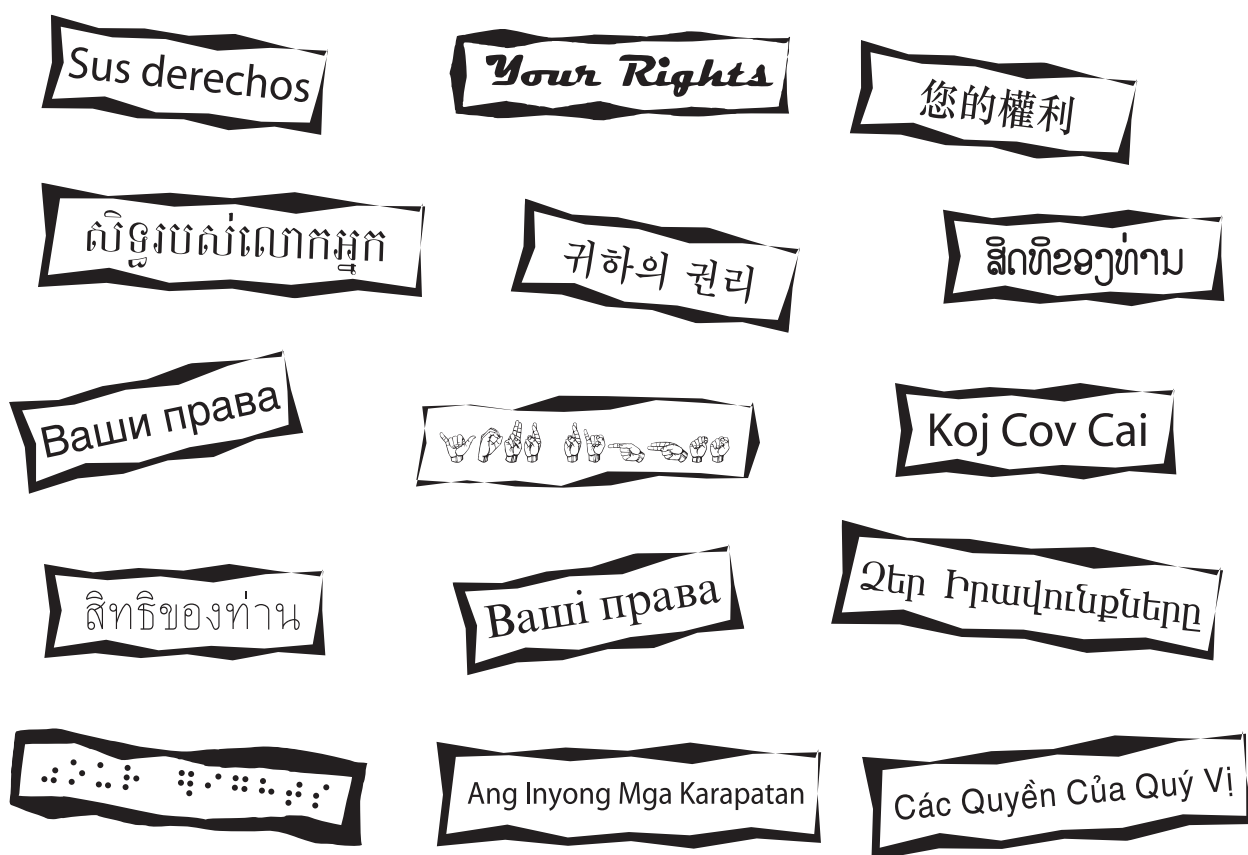 Sus derechos
Your Rights
您的權利
សិទ្ធរបស់លោកអ្នក
귀하의 권리
ສິດທິຂອງທ່ານ
Ваши права
Koj Cov Cai
สิทธิของท่าน
Ваші права
Ձեր Իրավունքները
Ang Inyong Mga Karapatan
Các Quyền Của Quý Vị